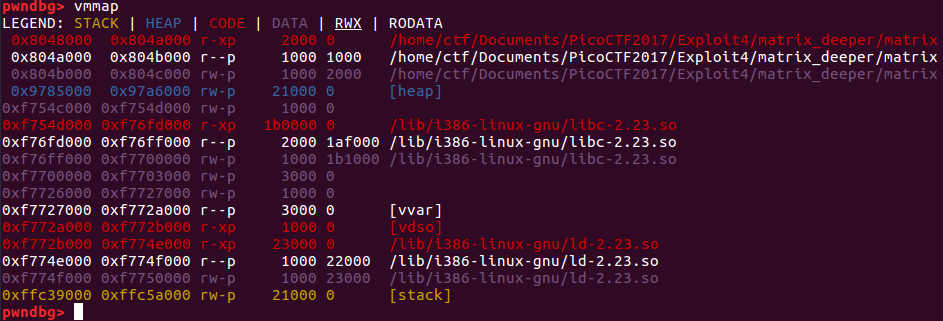 pwndbg> vmmap
LEGEND: STACK | HEAP | CODE | DATA | RWX | RODATA
 0x8048000  0x804a000 r-xp     2000 0      /home/ctf/Documents/PicoCTF2017/Exploit4/matrix_deeper/matrix
 0x804a000  0x804b000 r--p     1000 1000   /home/ctf/Documents/PicoCTF2017/Exploit4/matrix_deeper/matrix
 0x804b000  0x804c000 rw-p     1000 2000   /home/ctf/Documents/PicoCTF2017/Exploit4/matrix_deeper/matrix
 0x9785000  0x97a6000 rw-p    21000 0      [heap]
0xf754c000 0xf754d000 rw-p     1000 0
0xf754d000 0xf76fd000 r-xp   1b0000 0      /lib/i386-linux-gnu/libc-2.23.so
0xf76fd000 0xf76ff000 r--p     2000 1af000 /lib/i386-linux-gnu/libc-2.23.so
0xf76ff000 0xf7700000 rw-p     1000 1b1000 /lib/i386-linux-gnu/libc-2.23.so
0xf7700000 0xf7703000 rw-p     3000 0
0xf7726000 0xf7727000 rw-p     1000 0
0xf7727000 0xf772a000 r--p     3000 0      [vvar]
0xf772a000 0xf772b000 r-xp     1000 0      [vdso]
0xf772b000 0xf774e000 r-xp    23000 0      /lib/i386-linux-gnu/ld-2.23.so
0xf774e000 0xf774f000 r--p     1000 22000  /lib/i386-linux-gnu/ld-2.23.so
0xf774f000 0xf7750000 rw-p     1000 23000  /lib/i386-linux-gnu/ld-2.23.so
0xffc39000 0xffc5a000 rw-p    21000 0      [stack]
pwndbg>